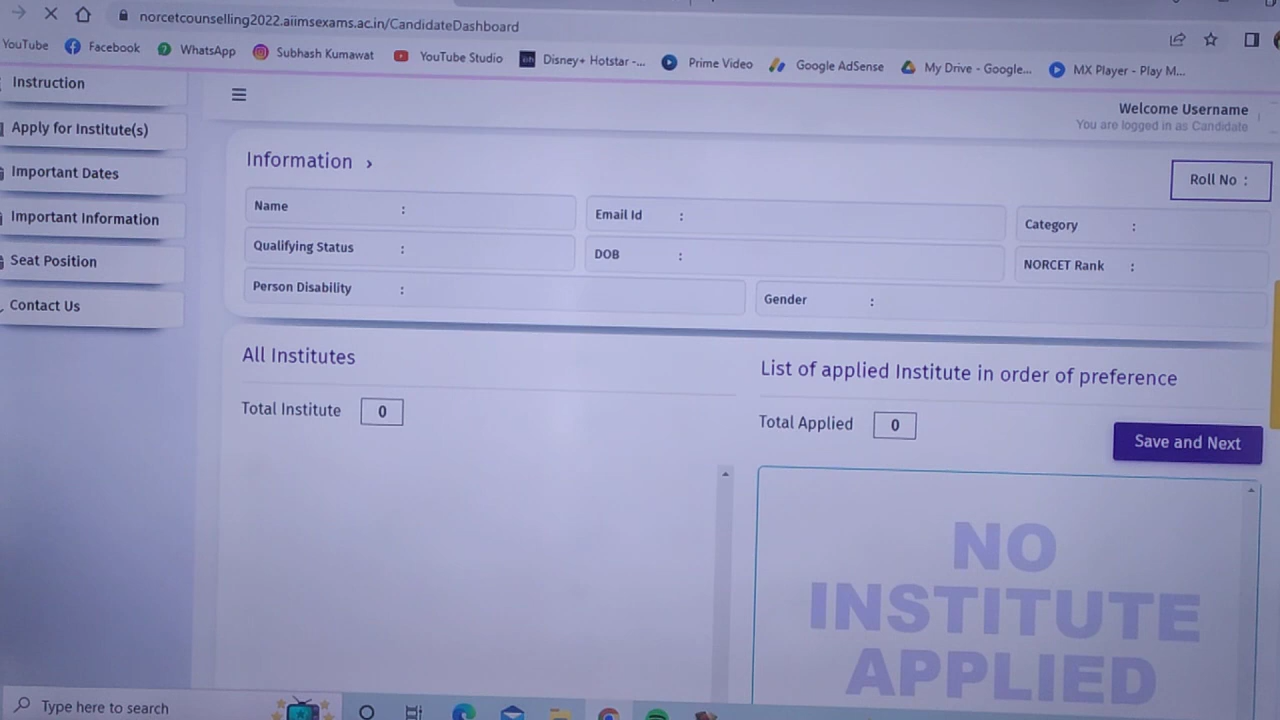 norcetcounselling2022.aiimsexams.ac.in/CandidateDashboard
YouTube Facebook WhatsApp Subhash Kumawat YouTube Studio Disney+ Hotstar -... Prime Video Google AdSense My Drive - Google... MX Player - Play M...
Instruction
Apply for Institute(s)
Important Dates
Important Information
Seat Position
Contact Us
Welcome Username
You are logged in as Candidate
Information ›
Roll No :
Name :
Email Id :
Category :
Qualifying Status :
DOB :
NORCET Rank :
Person Disability :
Gender :
All Institutes
Total Institute 0
List of applied Institute in order of preference
Total Applied 0
Save and Next
NO
INSTITUTE
APPLIED
Type here to search